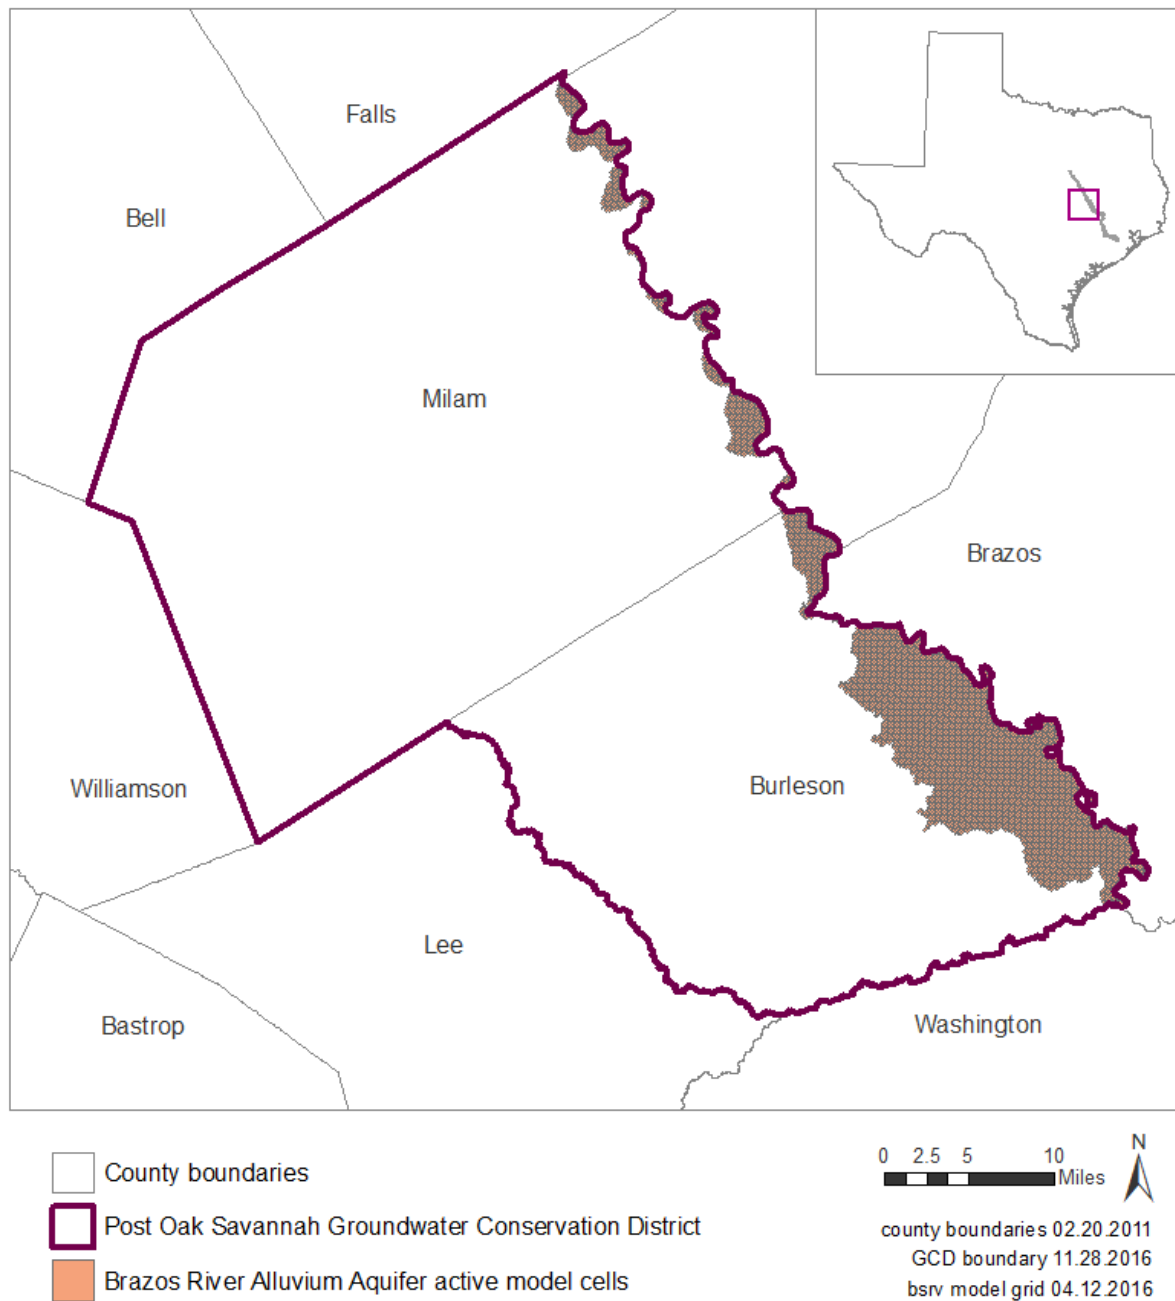 Falls
Bell
Milam
Brazos
Williamson
Burleson
Lee
Bastrop
Washington
County boundaries
Post Oak Savannah Groundwater Conservation District
Brazos River Alluvium Aquifer active model cells
0 2.5 5 10
Miles
N
county boundaries 02.20.2011
GCD boundary 11.28.2016
bsrv model grid 04.12.2016